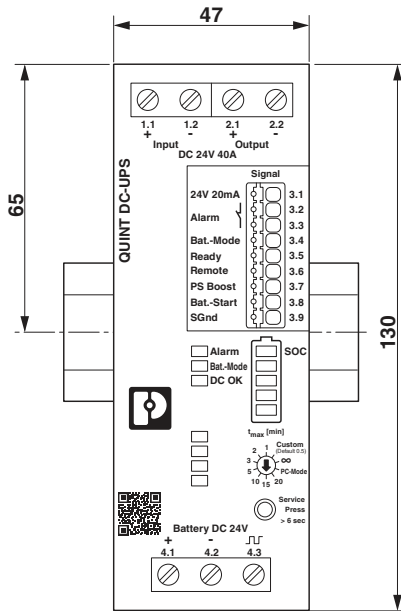 47
65
130
QUINT DC-UPS
1.1 1.2 2.1 2.2
+ - + -
Input Output
DC 24V 40A
Signal
24V 20mA 3.1
3.2
Alarm
3.3
Bat.-Mode 3.4
Ready 3.5
Remote 3.6
PS Boost 3.7
Bat.-Start 3.8
SGnd 3.9
Alarm SOC
Bat.-Mode
DC OK
tmax [min]
Custom
(Default 0.5)
2 1 ∞
3 PC-Mode
5 20
10 15
Service
Press
> 6 sec
Battery DC 24V
+ -
4.1 4.2 4.3